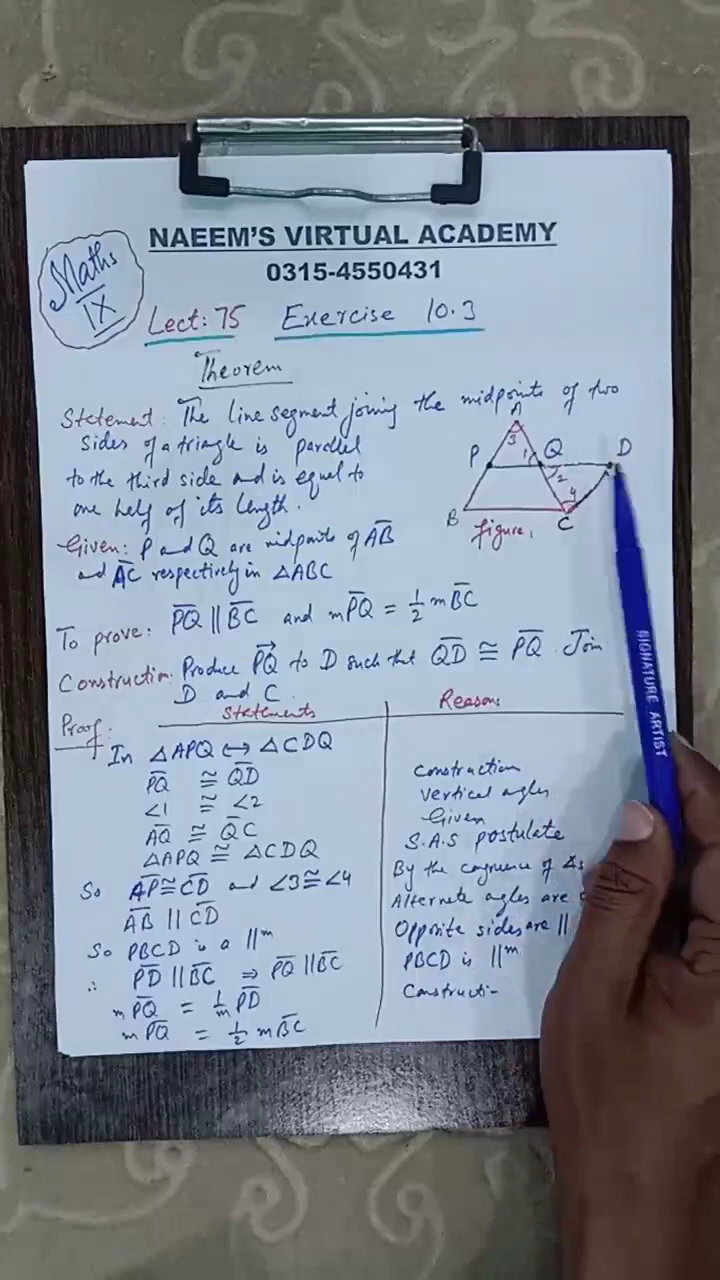 Maths
IX
NAEEM'S VIRTUAL ACADEMY
0315-4550431
Lect: 75 Exercise 10.3
Theorem
Statement: The line segment joining the midpoints of two
sides of a triangle is parallel
to the third side and is equal to
one half of its length.
A
3
P 1 Q D
2
4
B C
figure.
Given: P and Q are midpoints of AB
and AC respectively in △ABC
To prove: PQ || BC and mPQ = 1/2 mBC
Construction: Produce PQ to D such that QD ≅ PQ. Join
D and C.
Proof:
Statements Reason:
In △APQ ↔ △CDQ
PQ ≅ QD Construction
∠1 ≅ ∠2 Vertical angles
AQ ≅ QC Given
△APQ ≅ △CDQ S.A.S postulate
So AP ≅ CD and ∠3 ≅ ∠4 By the congruence of △s
AB || CD Alternate angles are
So PBCD is a ||m Opposite sides are ||
∴ PD || BC ⇒ PQ || BC PBCD is ||m
mPQ = 1/m PD Constructi-
mPQ = 1/2 mBC
SIGNATURE ARTIST